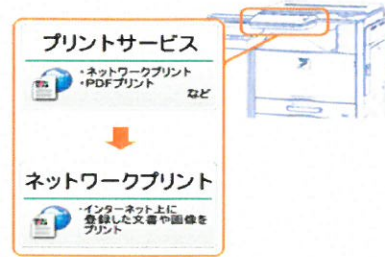 プリントサービス
・ネットワークプリント
・PDFプリント
など
ネットワークプリント
・インターネット上に
登録した文書や画像を
プリント